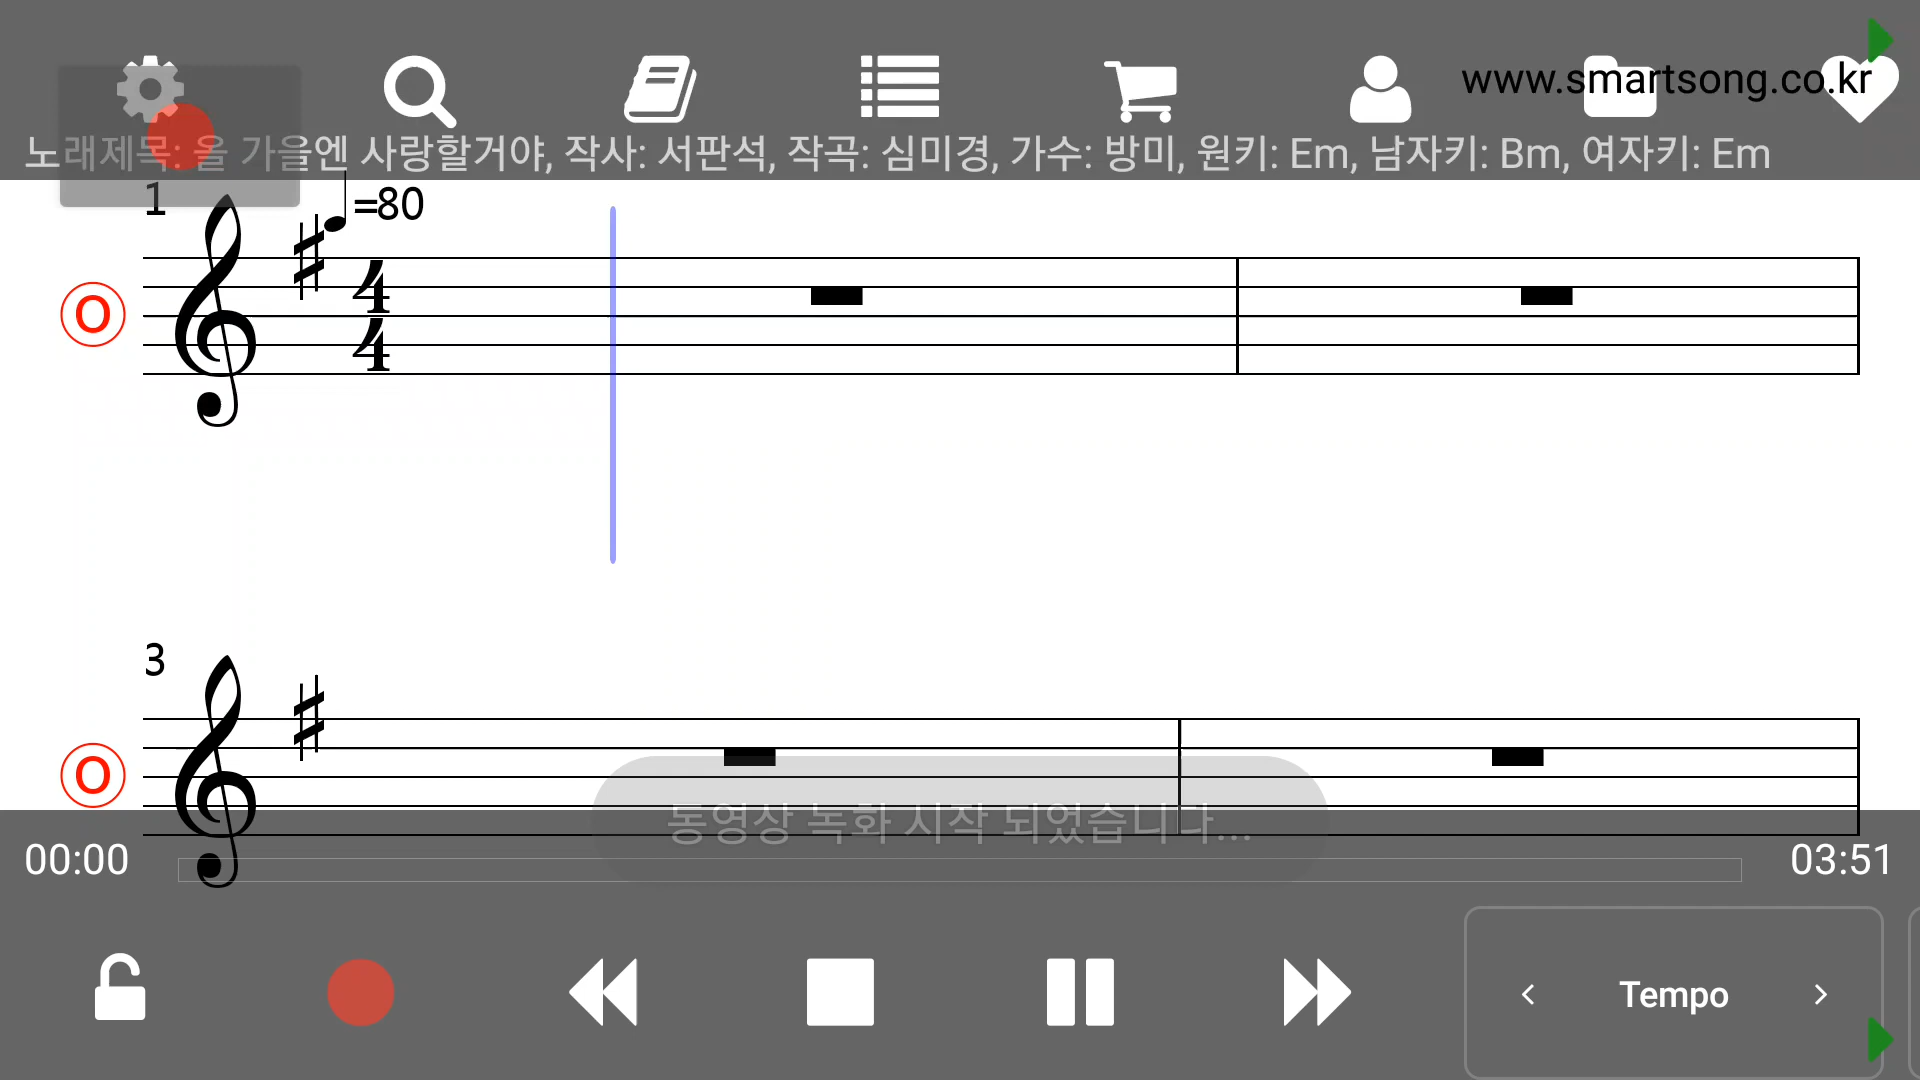 www.smartsong.co.kr
노래제목: 올 가을엔 사랑할거야, 작사: 서판석, 작곡: 심미경, 가수: 방미, 원키: Em, 남자키: Bm, 여자키: Em
1
=80
4
4
O
3
O
동영상 녹화 시작 되었습니다...
00:00
03:51
Tempo